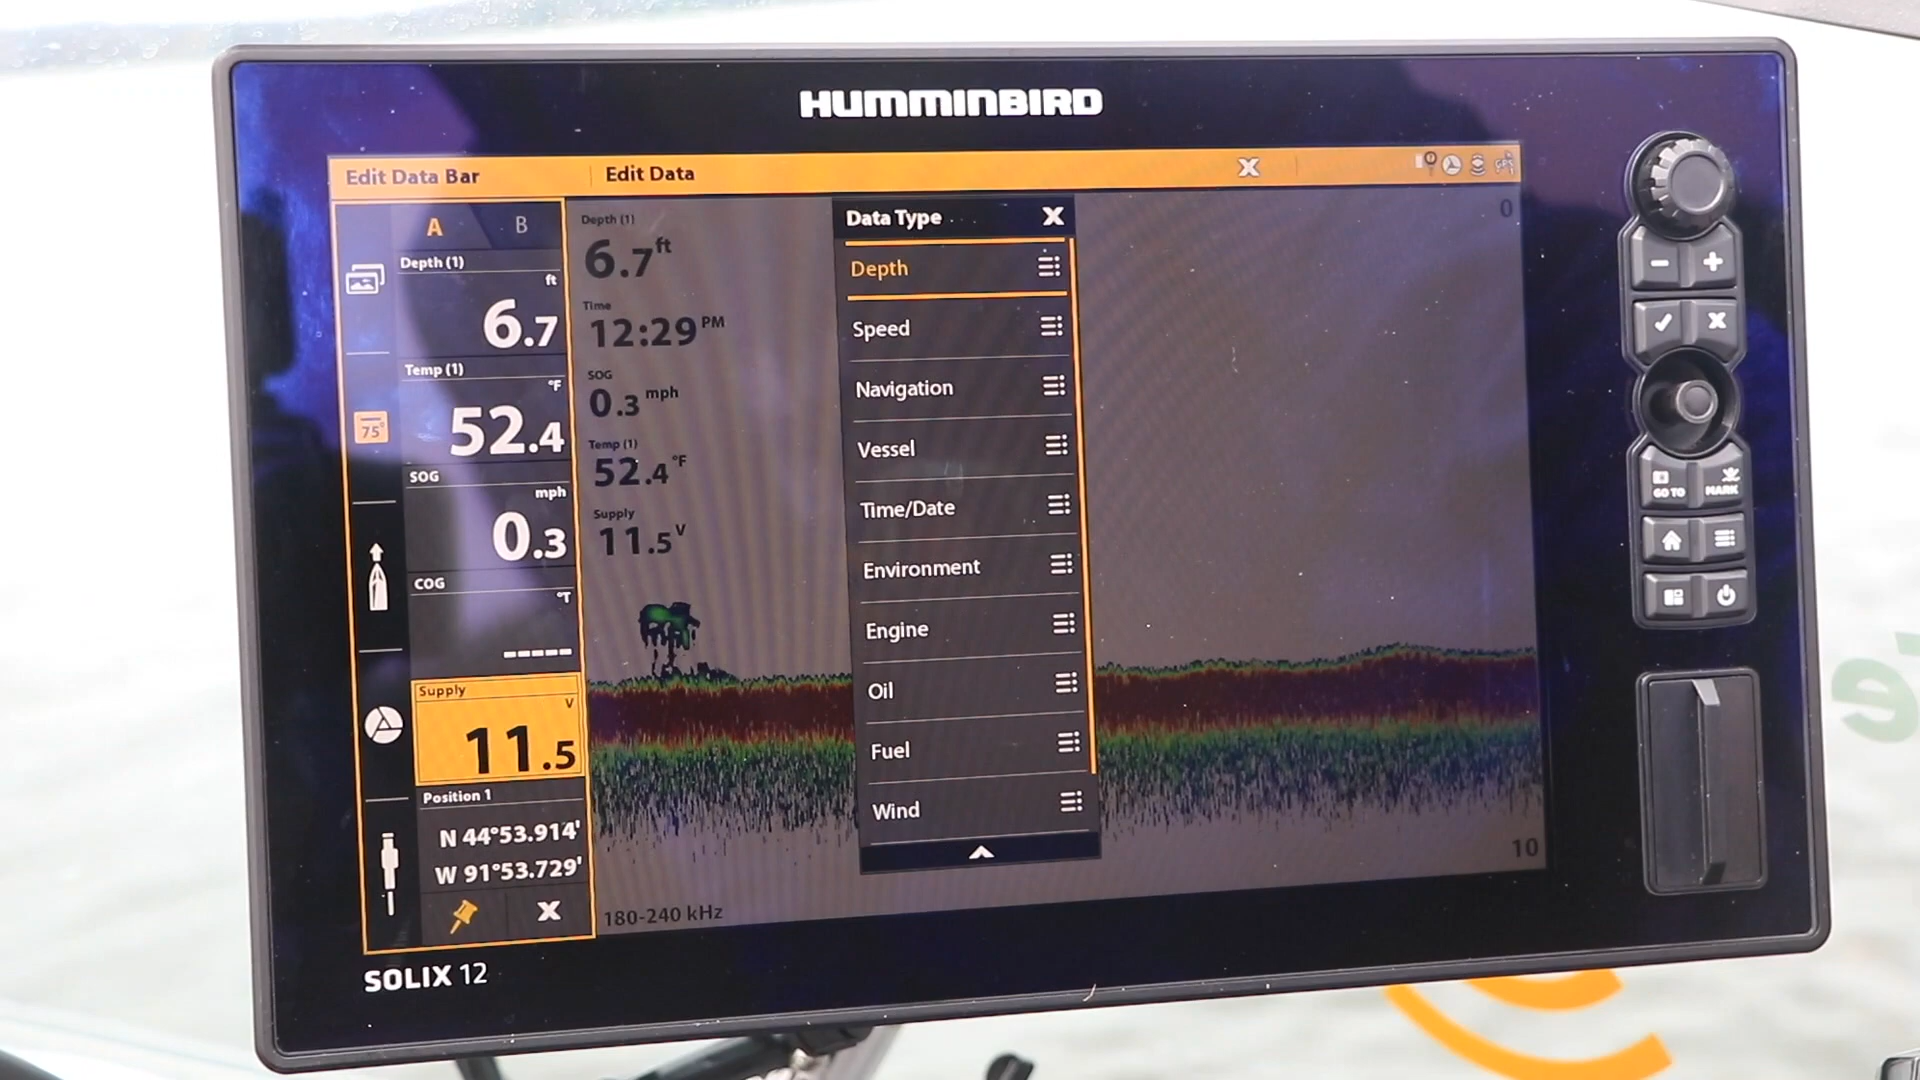 HUMMINBIRD
Edit Data Bar
Edit Data
X
A B
Depth (1)
ft
6.7
Temp (1)
°F
52.4
SOG
mph
0.3
COG
°T
-----
Supply
V
11.5
Position 1
N 44°53.914'
W 91°53.729'
X
75°
Depth (1)
6.7 ft
Time
12:29 PM
SOG
0.3 mph
Temp (1)
52.4 °F
Supply
11.5 V
180-240 kHz
Data Type X
Depth
Speed
Navigation
Vessel
Time/Date
Environment
Engine
Oil
Fuel
Wind
GPS
0
10
- +
X
GO TO MARK
SOLIX 12